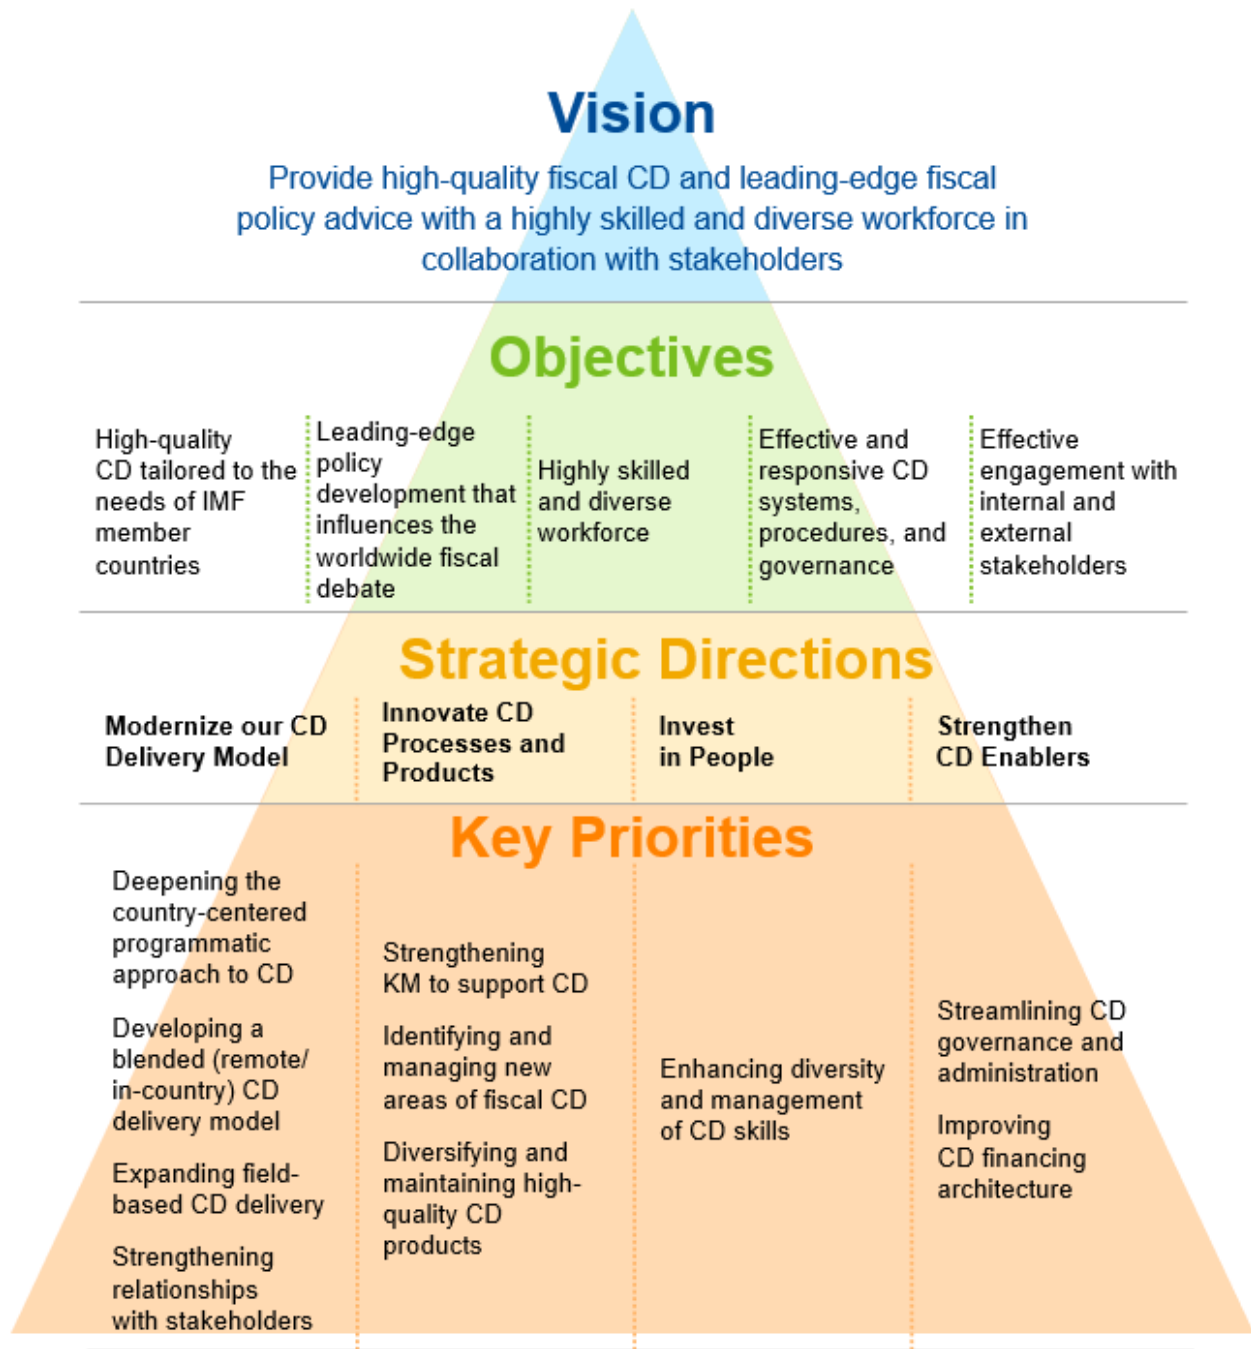 Vision
Provide high-quality fiscal CD and leading-edge fiscal
policy advice with a highly skilled and diverse workforce in
collaboration with stakeholders
Objectives
High-quality
CD tailored to the
needs of IMF
member
countries
Leading-edge
policy
development that
influences the
worldwide fiscal
debate
Highly skilled
and diverse
workforce
Effective and
responsive CD
systems,
procedures, and
governance
Effective
engagement with
internal and
external
stakeholders
Strategic Directions
Modernize our CD
Delivery Model
Innovate CD
Processes and
Products
Invest
in People
Strengthen
CD Enablers
Key Priorities
Deepening the
country-centered
programmatic
approach to CD
Developing a
blended (remote/
in-country) CD
delivery model
Expanding field-
based CD delivery
Strengthening
relationships
with stakeholders
Strengthening
KM to support CD
Identifying and
managing new
areas of fiscal CD
Diversifying and
maintaining high-
quality CD
products
Enhancing diversity
and management
of CD skills
Streamlining CD
governance and
administration
Improving
CD financing
architecture